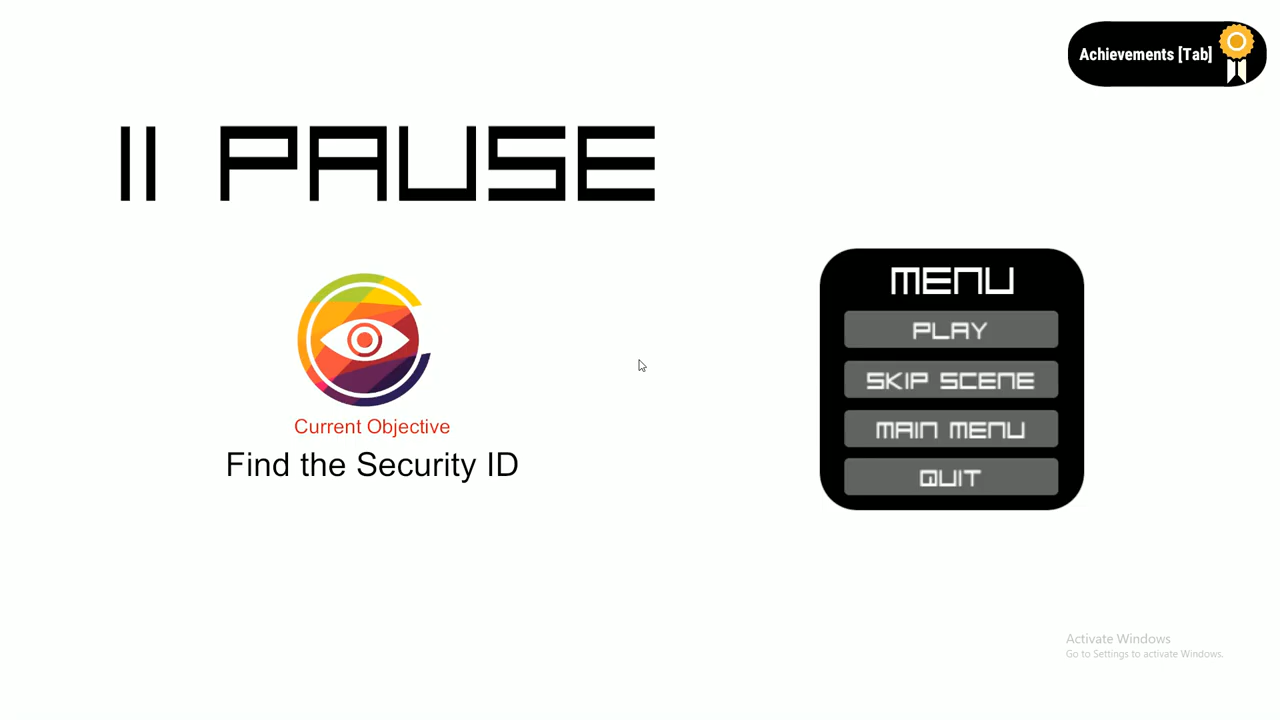 Achievements [Tab]
II PAUSE
Current Objective
Find the Security ID
MENU
PLAY
SKIP SCENE
MAIN MENU
QUIT
Activate Windows
Go to Settings to activate Windows.